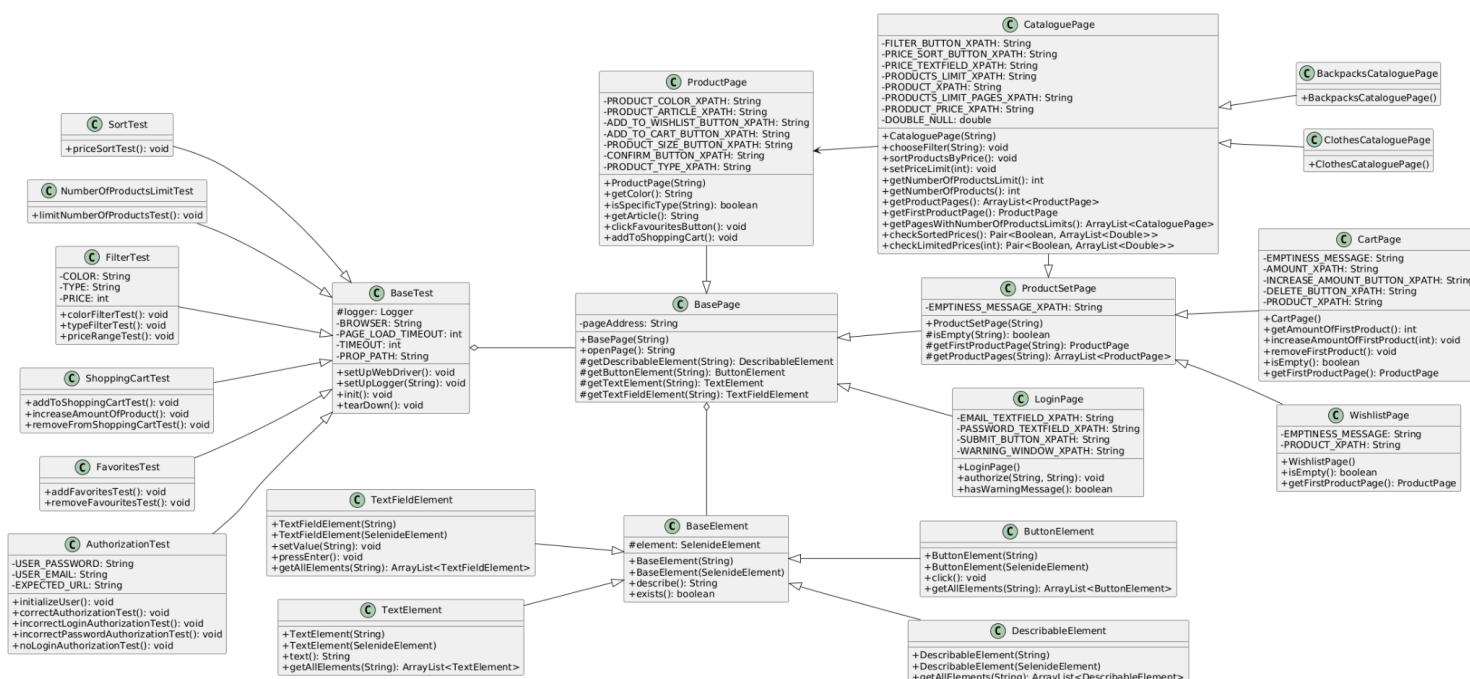 C CataloguePage
-FILTER_BUTTON_XPATH: String
-PRICE_SORT_BUTTON_XPATH: String
-PRICE_TEXTFIELD_XPATH: String
-PRODUCTS_LIMIT_XPATH: String
-PRODUCT_XPATH: String
-PRODUCTS_LIMIT_PAGES_XPATH: String
-PRODUCT_PRICE_XPATH: String
-DOUBLE_NULL: double
+CataloguePage(String)
+chooseFilter(String): void
+sortProductsByPrice(): void
+setPriceLimit(int): void
+getNumberOfProductsLimit(): int
+getNumberOfProducts(): int
+getProductPages(): ArrayList<ProductPage>
+getFirstProductPage: ProductPage
+getPagesWithNumberOfProductsLimits(): ArrayList<CataloguePage>
+checkSortedPrices(): Pair<Boolean, ArrayList<Double>>
+checkLimitedPrices(int): Pair<Boolean, ArrayList<Double>>
C BackpacksCataloguePage
+BackpacksCataloguePage()
C ClothesCataloguePage
+ClothesCataloguePage()
C ProductPage
-PRODUCT_COLOR_XPATH: String
-PRODUCT_ARTICLE_XPATH: String
-ADD_TO_WISHLIST_BUTTON_XPATH: String
-ADD_TO_CART_BUTTON_XPATH: String
-PRODUCT_SIZE_BUTTON_XPATH: String
-CONFIRM_BUTTON_XPATH: String
-PRODUCT_TYPE_XPATH: String
+ProductPage(String)
+getColor(): String
+isSpecificType(String): boolean
+getArticle(): String
+clickFavouritesButton(): void
+addToShoppingCart(): void
C SortTest
+priceSortTest(): void
C NumberOfProductsLimitTest
+limitNumberOfProductsTest(): void
C FilterTest
-COLOR: String
-TYPE: String
-PRICE: int
+colorFilterTest(): void
+typeFilterTest(): void
+priceRangeTest(): void
C BaseTest
#logger: Logger
-BROWSER: String
-PAGE_LOAD_TIMEOUT: int
-TIMEOUT: int
-PROP_PATH: String
+setUpWebDriver(): void
+setUpLogger(String): void
+init(): void
+tearDown(): void
C BasePage
-pageAddress: String
+BasePage(String)
+openPage(): String
#getDescribableElement(String): DescribableElement
#getButtonElement(String): ButtonElement
#getTextElement(String): TextElement
#getTextFieldElement(String): TextFieldElement
C ProductSetPage
-EMPTINESS_MESSAGE_XPATH: String
+ProductSetPage(String)
#isEmpty(String): boolean
#getFirstProductPage(String): ProductPage
#getProductPages(String): ArrayList<ProductPage>
C CartPage
-EMPTINESS_MESSAGE: String
-AMOUNT_XPATH: String
-INCREASE_AMOUNT_BUTTON_XPATH: String
-DELETE_BUTTON_XPATH: String
-PRODUCT_XPATH: String
+CartPage()
+getAmountOfFirstProduct(): int
+increaseAmountOfFirstProduct(int): void
+removeFirstProduct(): void
+isEmpty(): boolean
+getFirstProductPage(): ProductPage
C ShoppingCartTest
+addToShoppingCartTest(): void
+increaseAmountOfProduct(): void
+removeFromShoppingCartTest(): void
C LoginPage
-EMAIL_TEXTFIELD_XPATH: String
-PASSWORD_TEXTFIELD_XPATH: String
-SUBMIT_BUTTON_XPATH: String
-WARNING_WINDOW_XPATH: String
+LoginPage()
+authorize(String, String): void
+hasWarningMessage(): boolean
C WishlistPage
-EMPTINESS_MESSAGE: String
-PRODUCT_XPATH: String
+WishlistPage()
+isEmpty(): boolean
+getFirstProductPage(): ProductPage
C FavoritesTest
+addFavoritesTest(): void
+removeFavouritesTest(): void
C TextFieldElement
+TextFieldElement(String)
+TextFieldElement(SelenideElement)
+setValue(String): void
+pressEnter(): void
+getAllElements(String): ArrayList<TextFieldElement>
C BaseElement
#element: SelenideElement
+BaseElement(String)
+BaseElement(SelenideElement)
+describe(): String
+exists(): boolean
C ButtonElement
+ButtonElement(String)
+ButtonElement(SelenideElement)
+click(): void
+getAllElements(String): ArrayList<ButtonElement>
C AuthorizationTest
-USER_PASSWORD: String
-USER_EMAIL: String
-EXPECTED_URL: String
+initializeUser(): void
+correctAuthorizationTest(): void
+incorrectLoginAuthorizationTest(): void
+incorrectPasswordAuthorizationTest(): void
+noLoginAuthorizationTest(): void
C TextElement
+TextElement(String)
+TextElement(SelenideElement)
+text(): String
+getAllElements(String): ArrayList<TextElement>
C DescribableElement
+DescribableElement(String)
+DescribableElement(SelenideElement)
+getAllElements(String): ArrayList<DescribableElement>